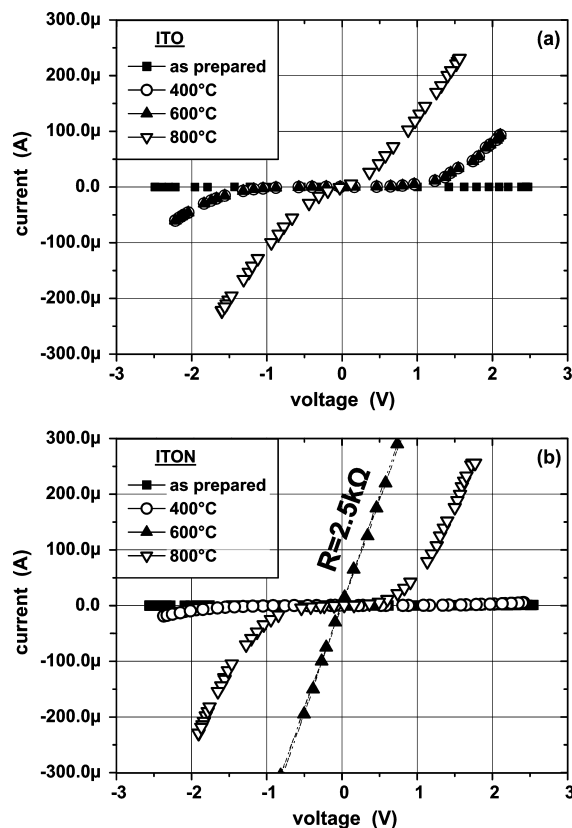 300.0µ
ITO
(a)
as prepared
200.0µ
400°C
600°C
100.0µ
800°C
current (A)
0.0
-100.0µ
-200.0µ
-300.0µ
-3 -2 -1 0 1 2 3
voltage (V)
300.0µ
ITON
(b)
as prepared
200.0µ
400°C
600°C
100.0µ
800°C
R=2.5kΩ
current (A)
0.0
-100.0µ
-200.0µ
-300.0µ
-3 -2 -1 0 1 2 3
voltage (V)